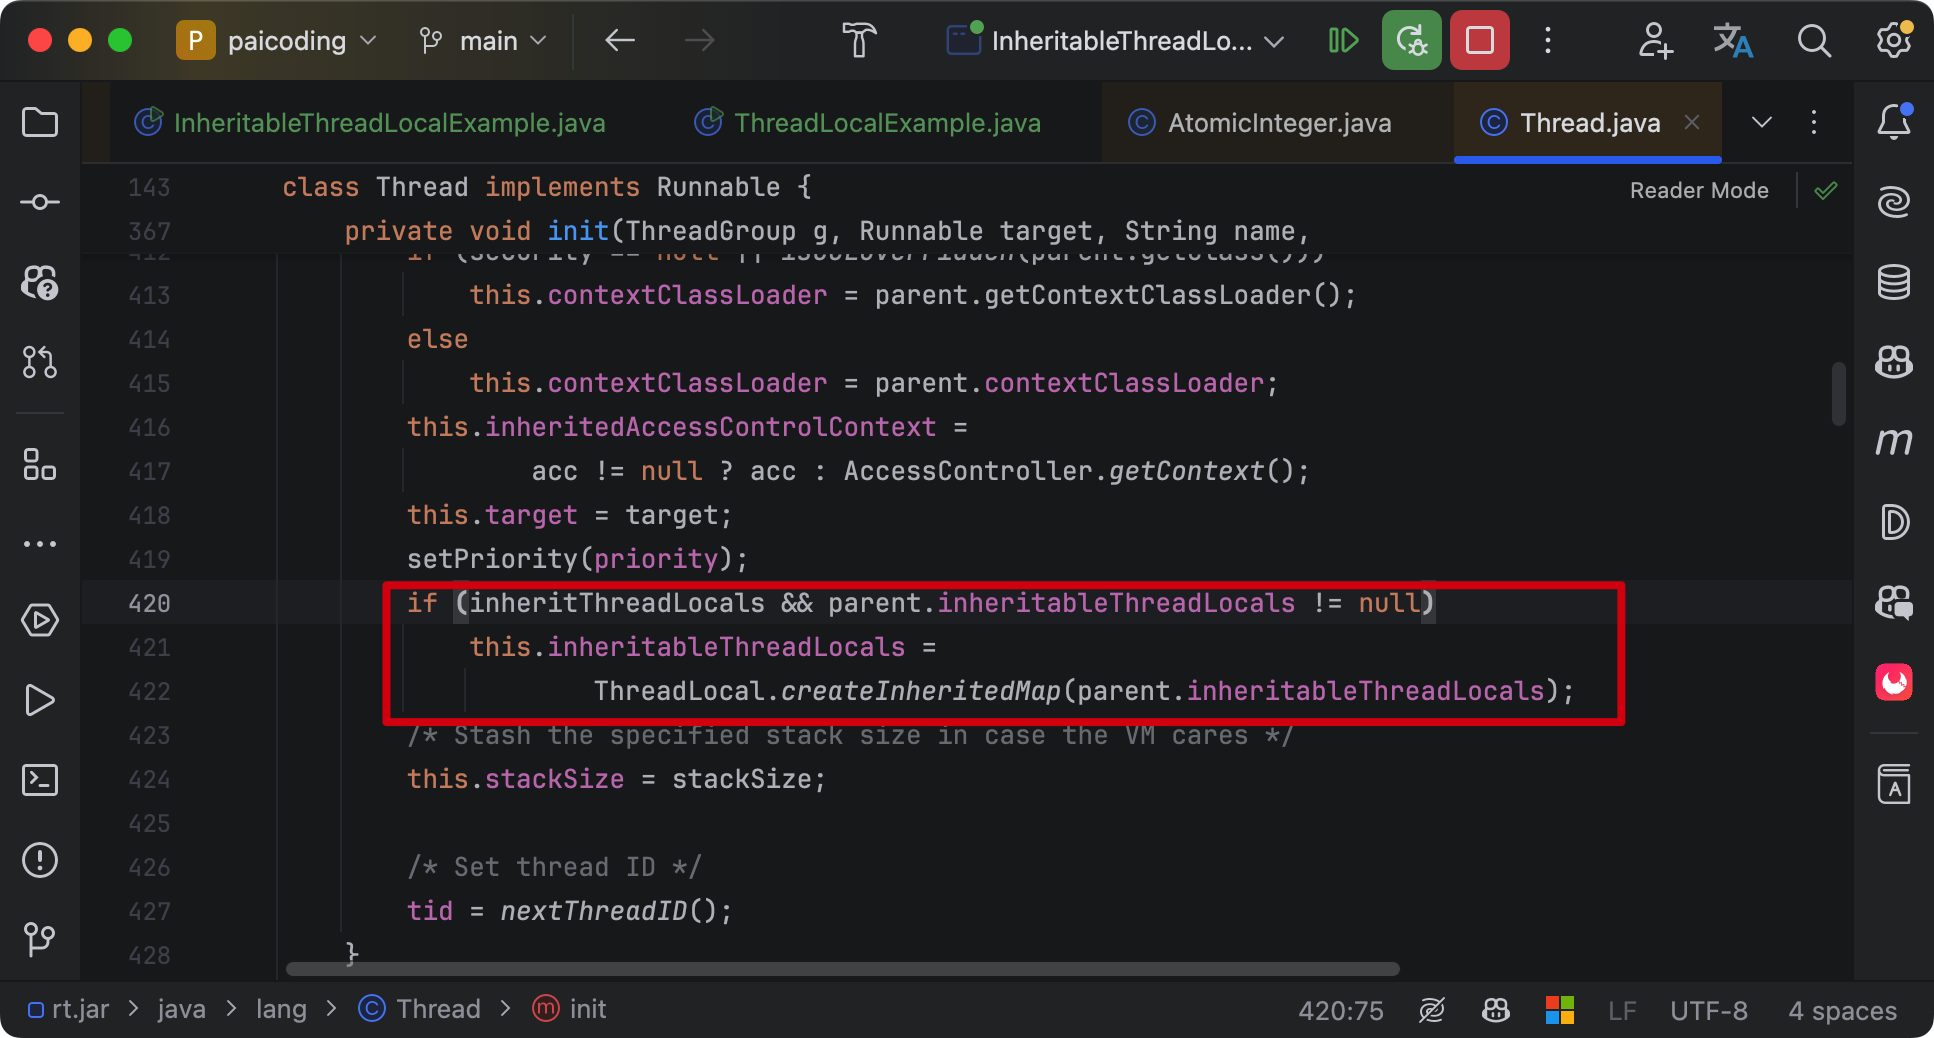 P paicoding main InheritableThreadLo...
InheritableThreadLocalExample.java ThreadLocalExample.java AtomicInteger.java Thread.java
Reader Mode
143 class Thread implements Runnable {
367 private void init(ThreadGroup g, Runnable target, String name,
413 this.contextClassLoader = parent.getContextClassLoader();
414 else
415 this.contextClassLoader = parent.contextClassLoader;
416 this.inheritedAccessControlContext =
417 acc != null ? acc : AccessController.getContext();
418 this.target = target;
419 setPriority(priority);
420 if (inheritThreadLocals && parent.inheritableThreadLocals != null)
421 this.inheritableThreadLocals =
422 ThreadLocal.createInheritedMap(parent.inheritableThreadLocals);
423 /* Stash the specified stack size in case the VM cares */
424 this.stackSize = stackSize;
425
426 /* Set thread ID */
427 tid = nextThreadID();
428 }
rt.jar > java > lang > C Thread > m init 420:75 LF UTF-8 4 spaces